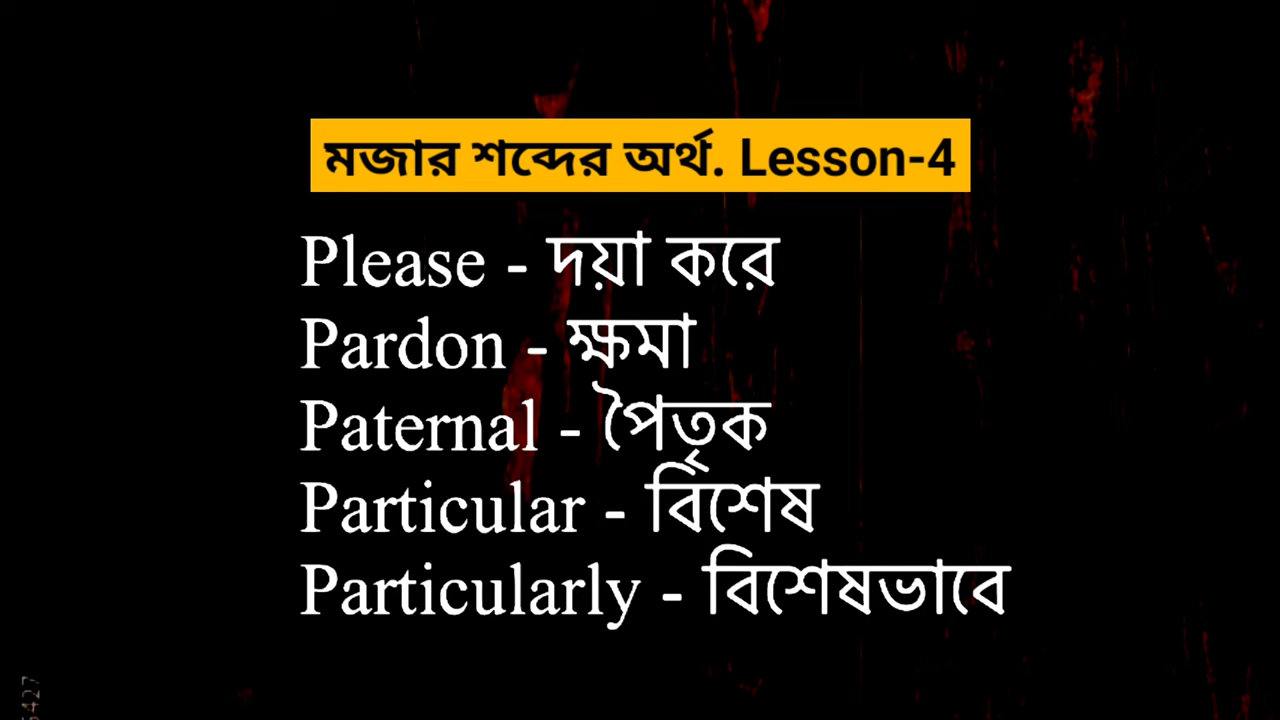 মজার শব্দের অর্থ. Lesson-4
Please - দয়া করে
Pardon - ক্ষমা
Paternal - পৈতৃক
Particular - বিশেষ
Particularly - বিশেষভাবে